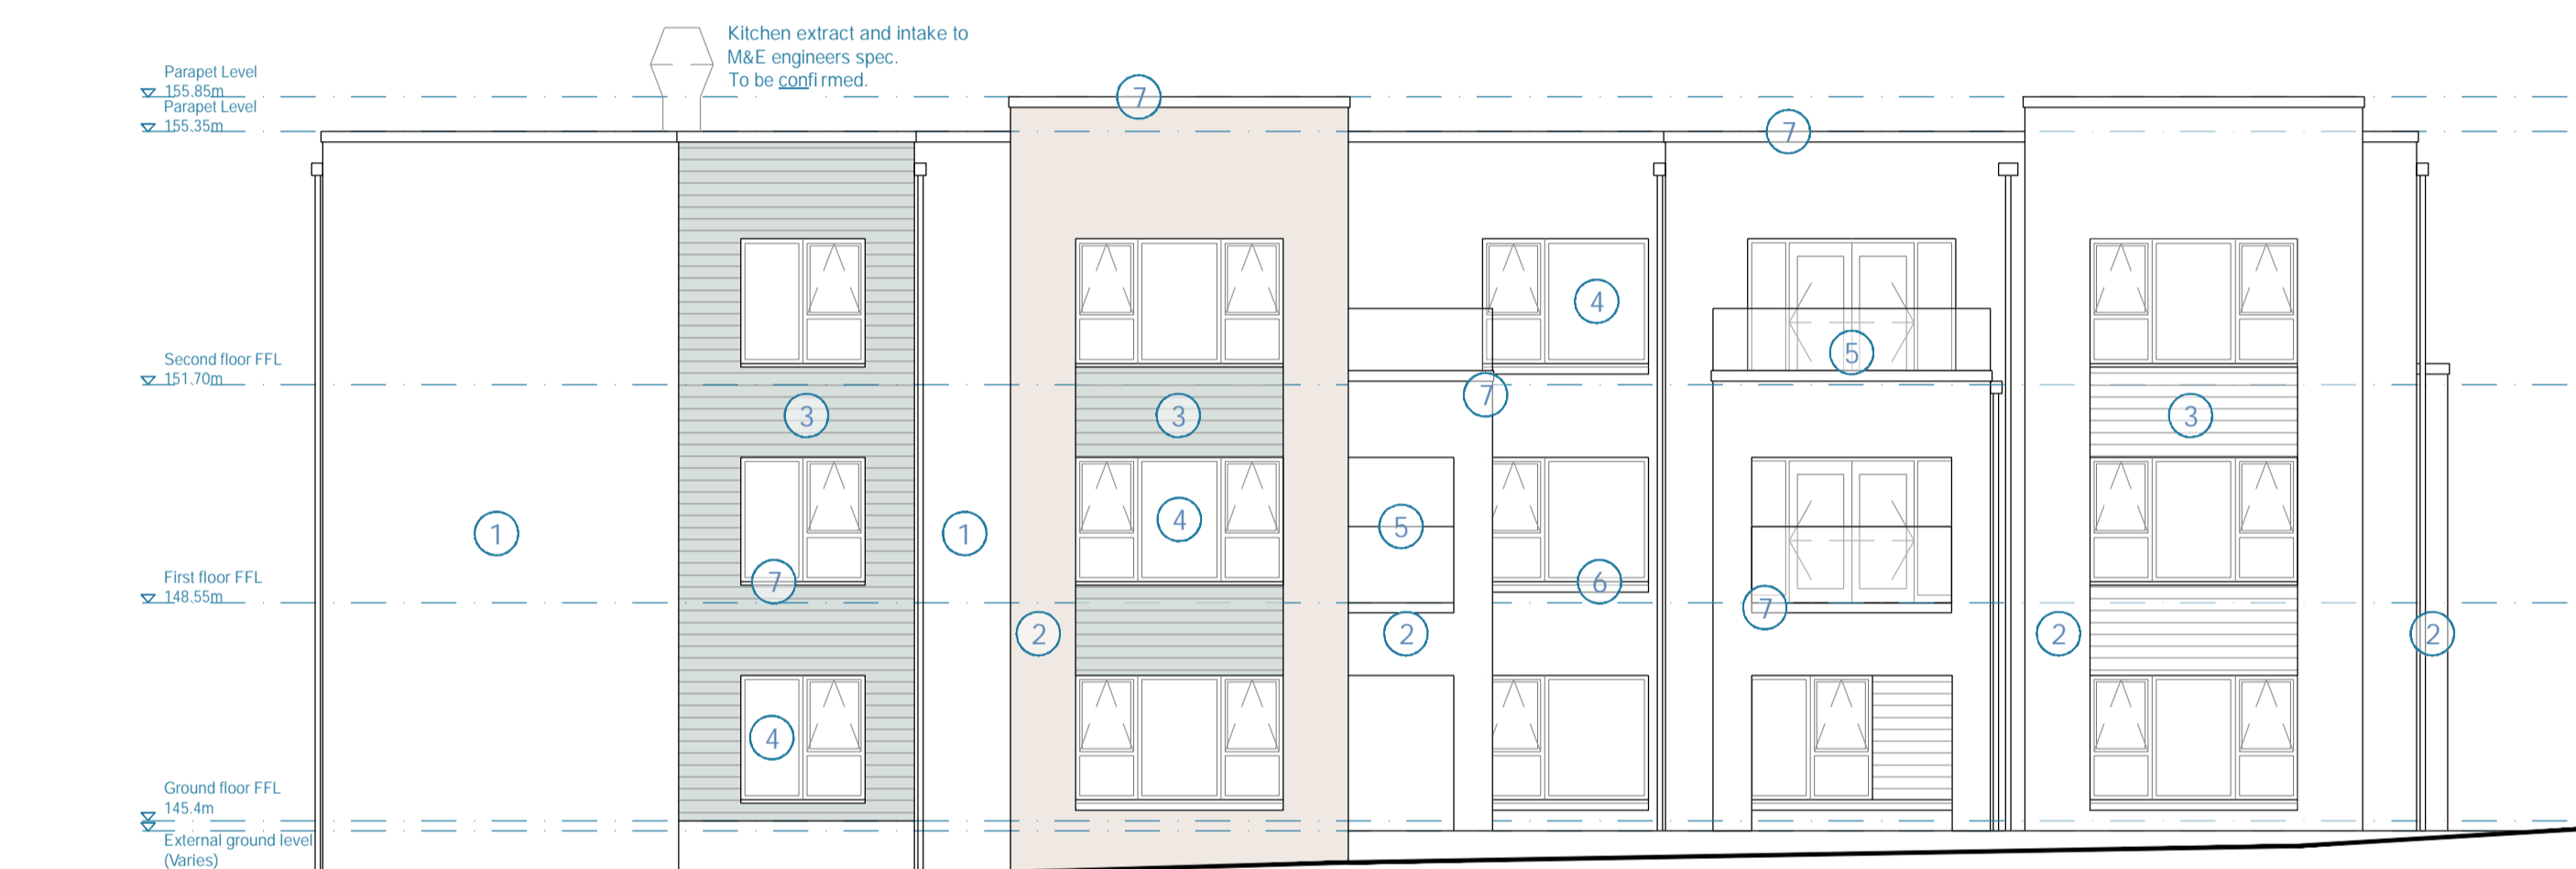 Kitchen extract and intake to
M&E engineers spec.
To be confirmed.
Parapet Level
155.85m
Parapet Level
155.35m
7
7
4
5
Second floor FFL
151.70m
7
3
3
3
4
5
1
1
First floor FFL
148.55m
7
6
7
2
2
2
2
4
Ground floor FFL
145.4m
External ground level
(Varies)